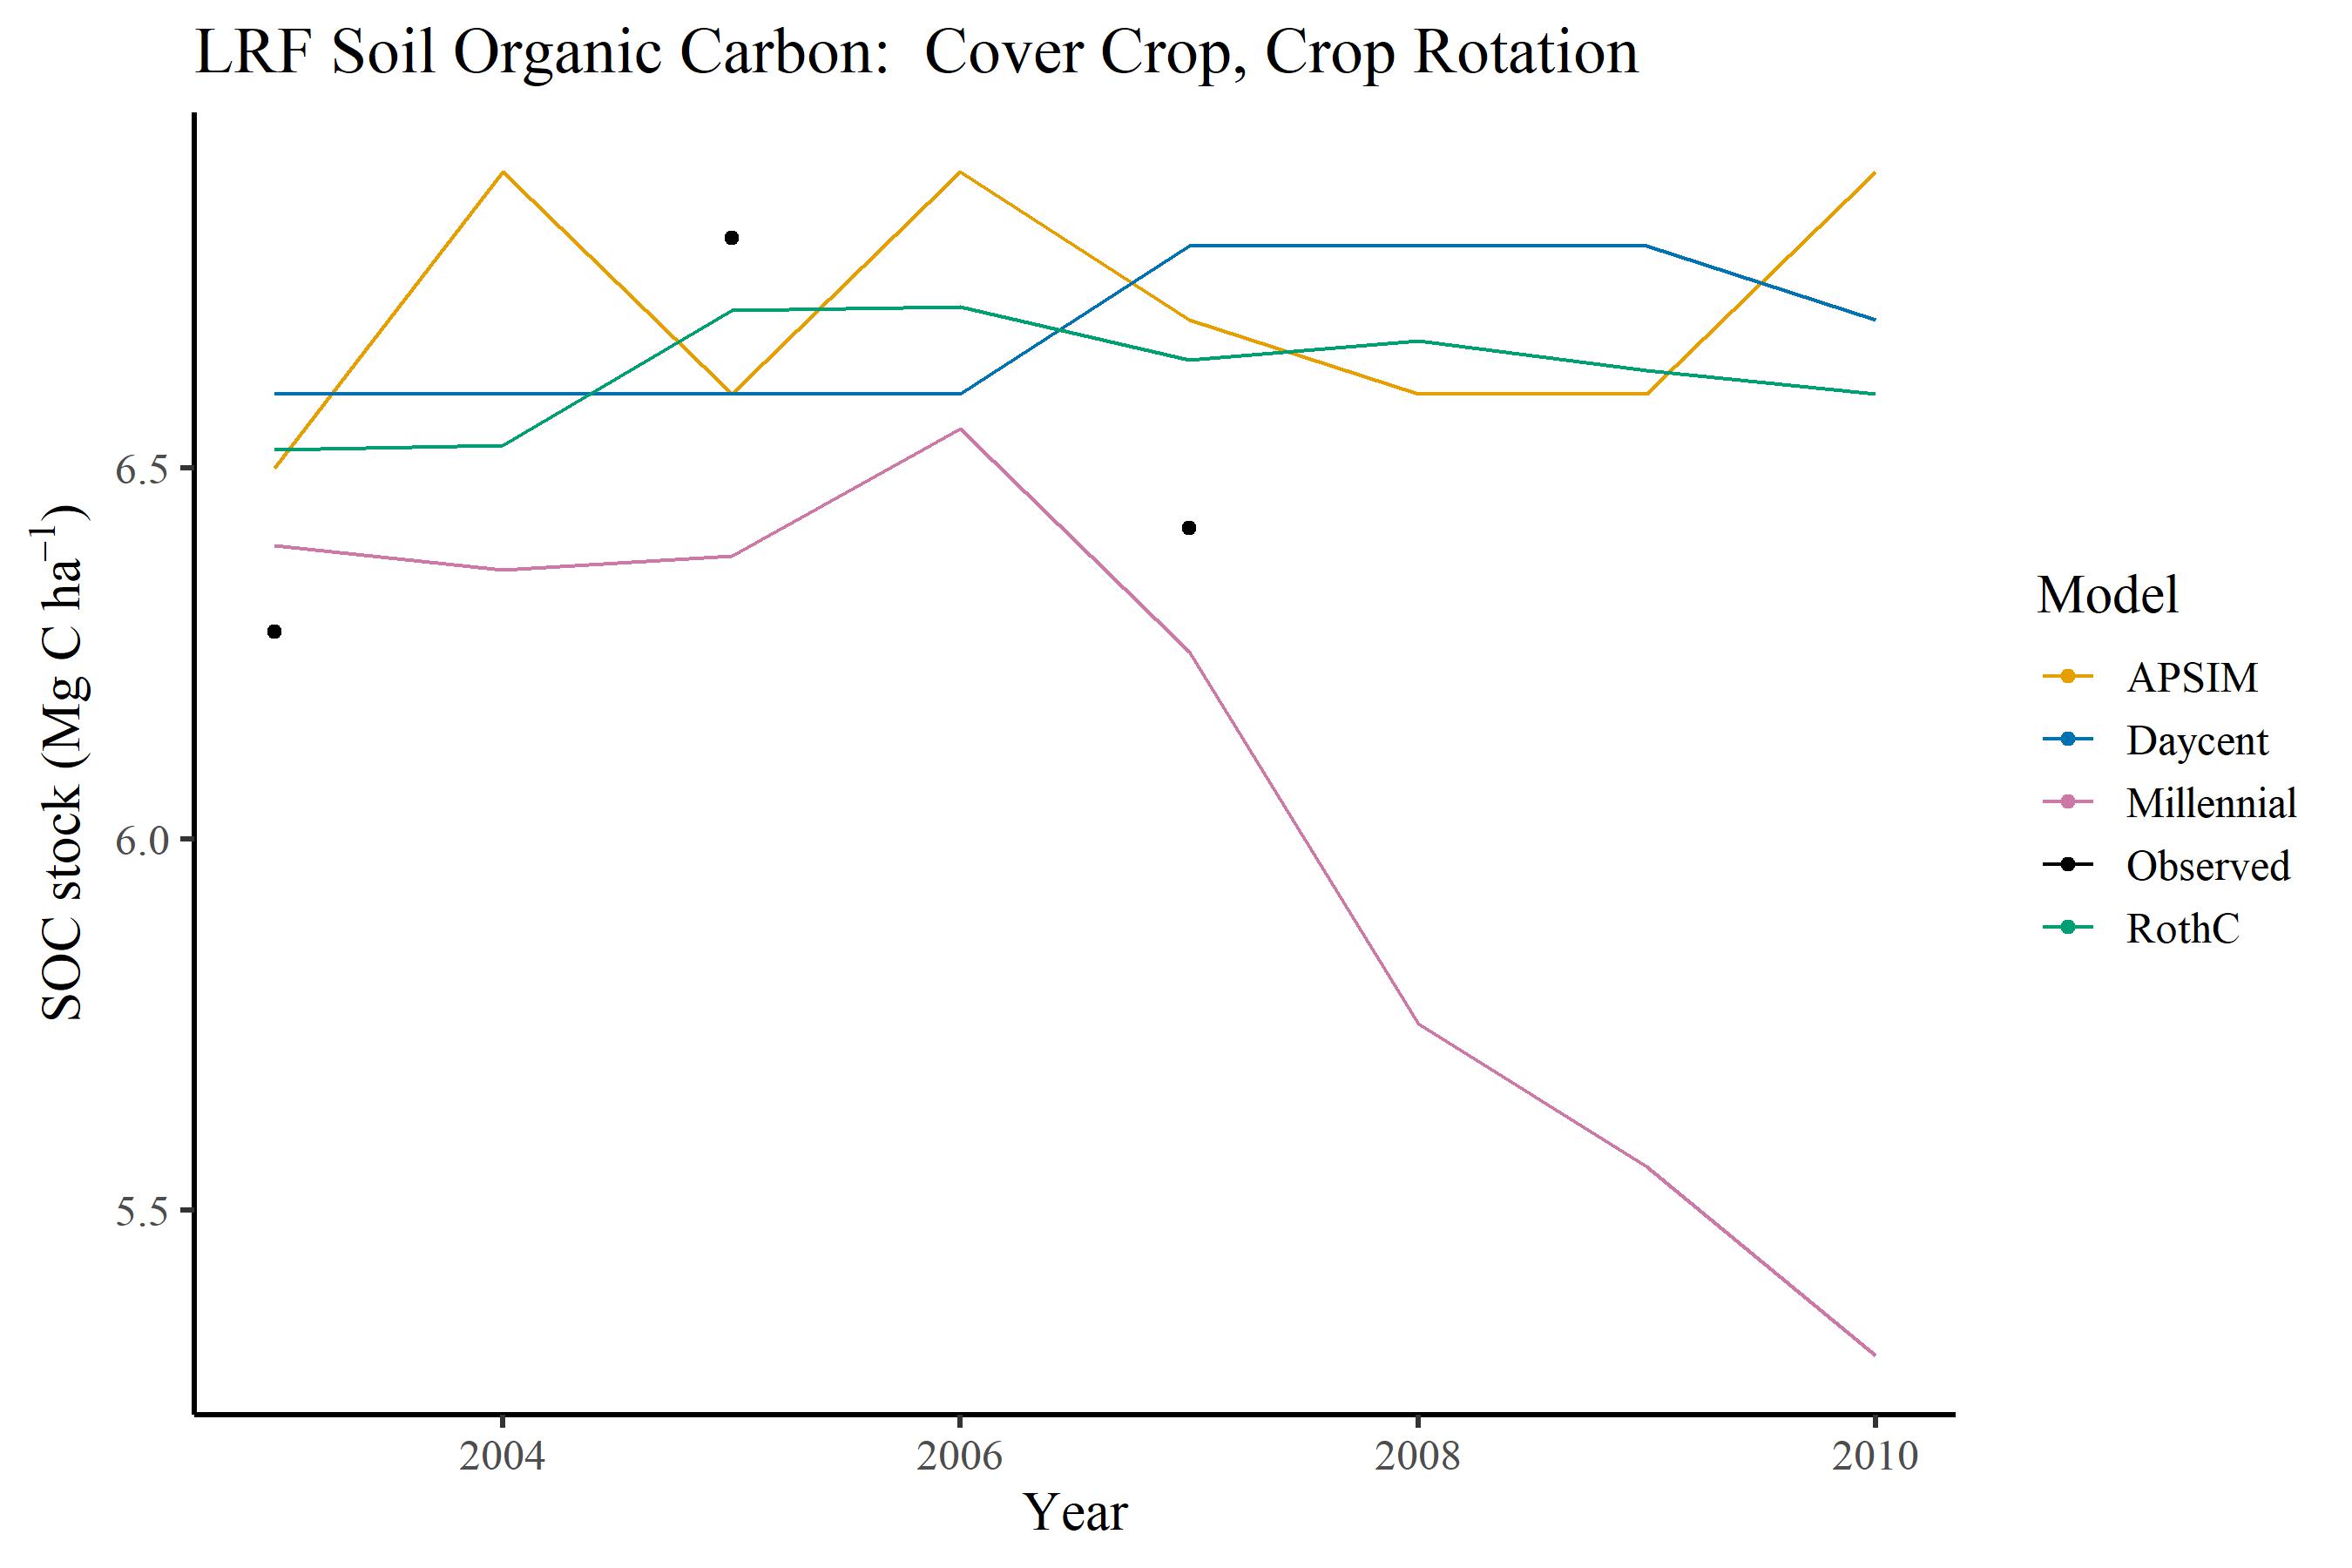 LRF Soil Organic Carbon:  Cover Crop, Crop Rotation
SOC stock (Mg C ha⁻¹)
6.5
6.0
5.5
2004
2006
2008
2010
Year
Model
APSIM
Daycent
Millennial
Observed
RothC